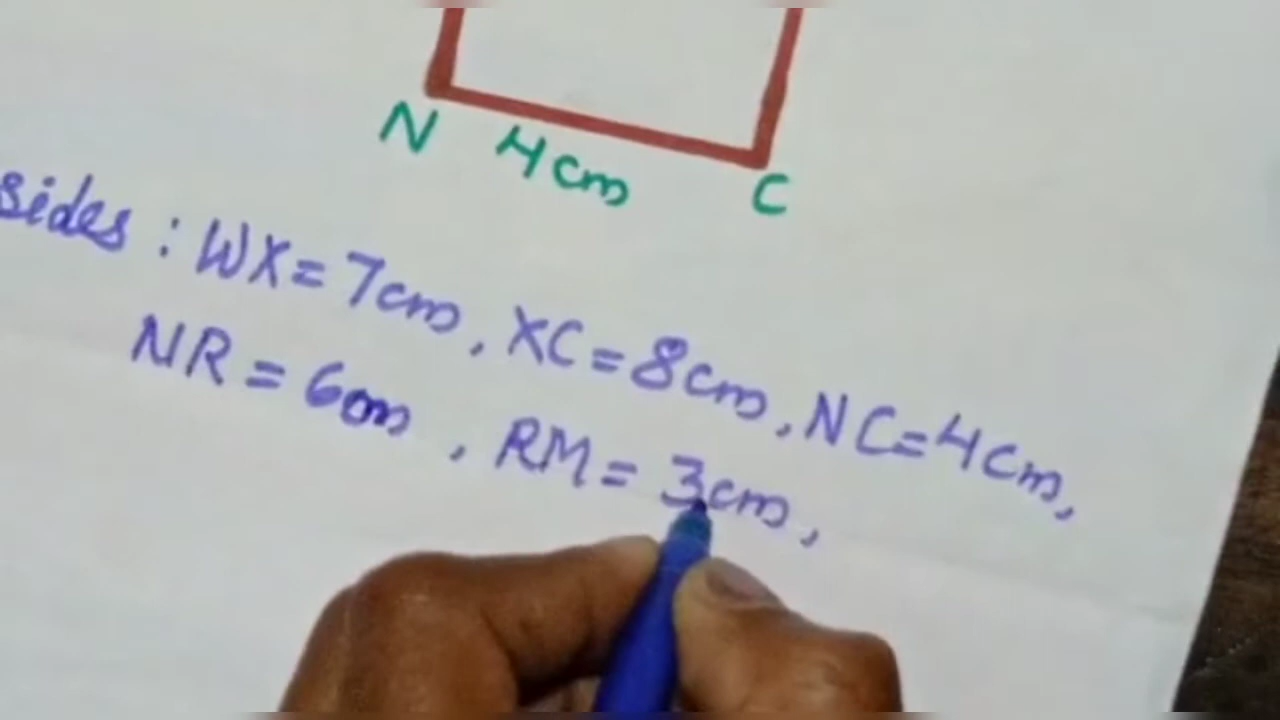 N 4cm C
sides : WX = 7cm, XC = 8cm, NC = 4cm,
NR = 6cm, RM = 3cm,